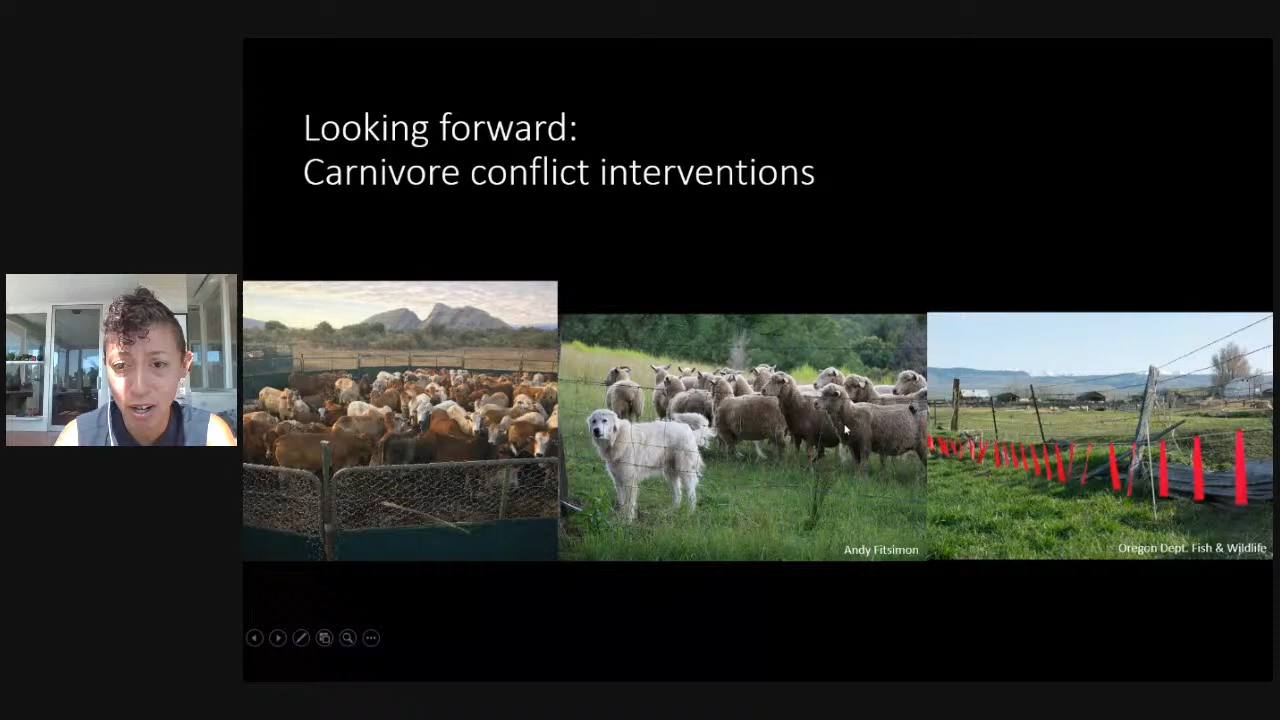 Looking forward:
Carnivore conflict interventions
Andy Fitsimon
Oregon Dept. Fish & Wildlife